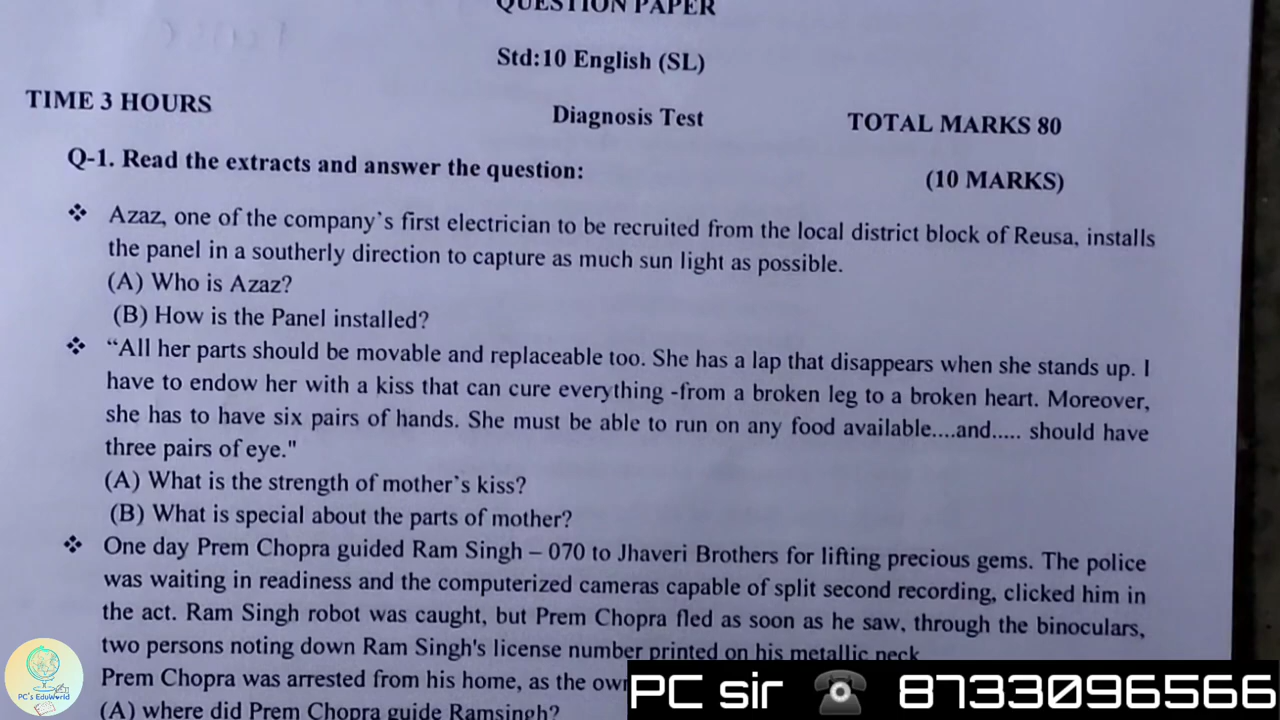 QUESTION PAPER
Std:10 English (SL)
TIME 3 HOURS
Diagnosis Test
TOTAL MARKS 80
Q-1. Read the extracts and answer the question:
(10 MARKS)
❖ Azaz, one of the company's first electrician to be recruited from the local district block of Reusa, installs
the panel in a southerly direction to capture as much sun light as possible.
(A) Who is Azaz?
(B) How is the Panel installed?
❖ “All her parts should be movable and replaceable too. She has a lap that disappears when she stands up. I
have to endow her with a kiss that can cure everything -from a broken leg to a broken heart. Moreover,
she has to have six pairs of hands. She must be able to run on any food available....and..... should have
three pairs of eye."
(A) What is the strength of mother's kiss?
(B) What is special about the parts of mother?
❖ One day Prem Chopra guided Ram Singh – 070 to Jhaveri Brothers for lifting precious gems. The police
was waiting in readiness and the computerized cameras capable of split second recording, clicked him in
the act. Ram Singh robot was caught, but Prem Chopra fled as soon as he saw, through the binoculars,
two persons noting down Ram Singh's license number printed on his metallic neck
Prem Chopra was arrested from his home, as the
(A) where did Prem Chopra guide Ramsingh?
PC's EduWorld
PC sir ☎ 8733096566